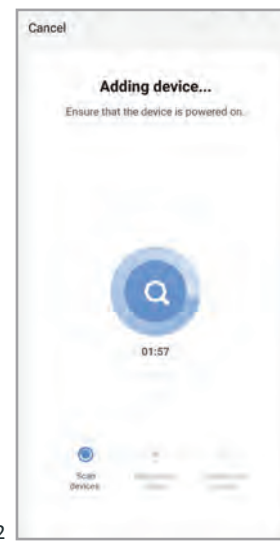 Cancel
Adding device...
Ensure that the device is powered on.
01:57
Scan
devices
2